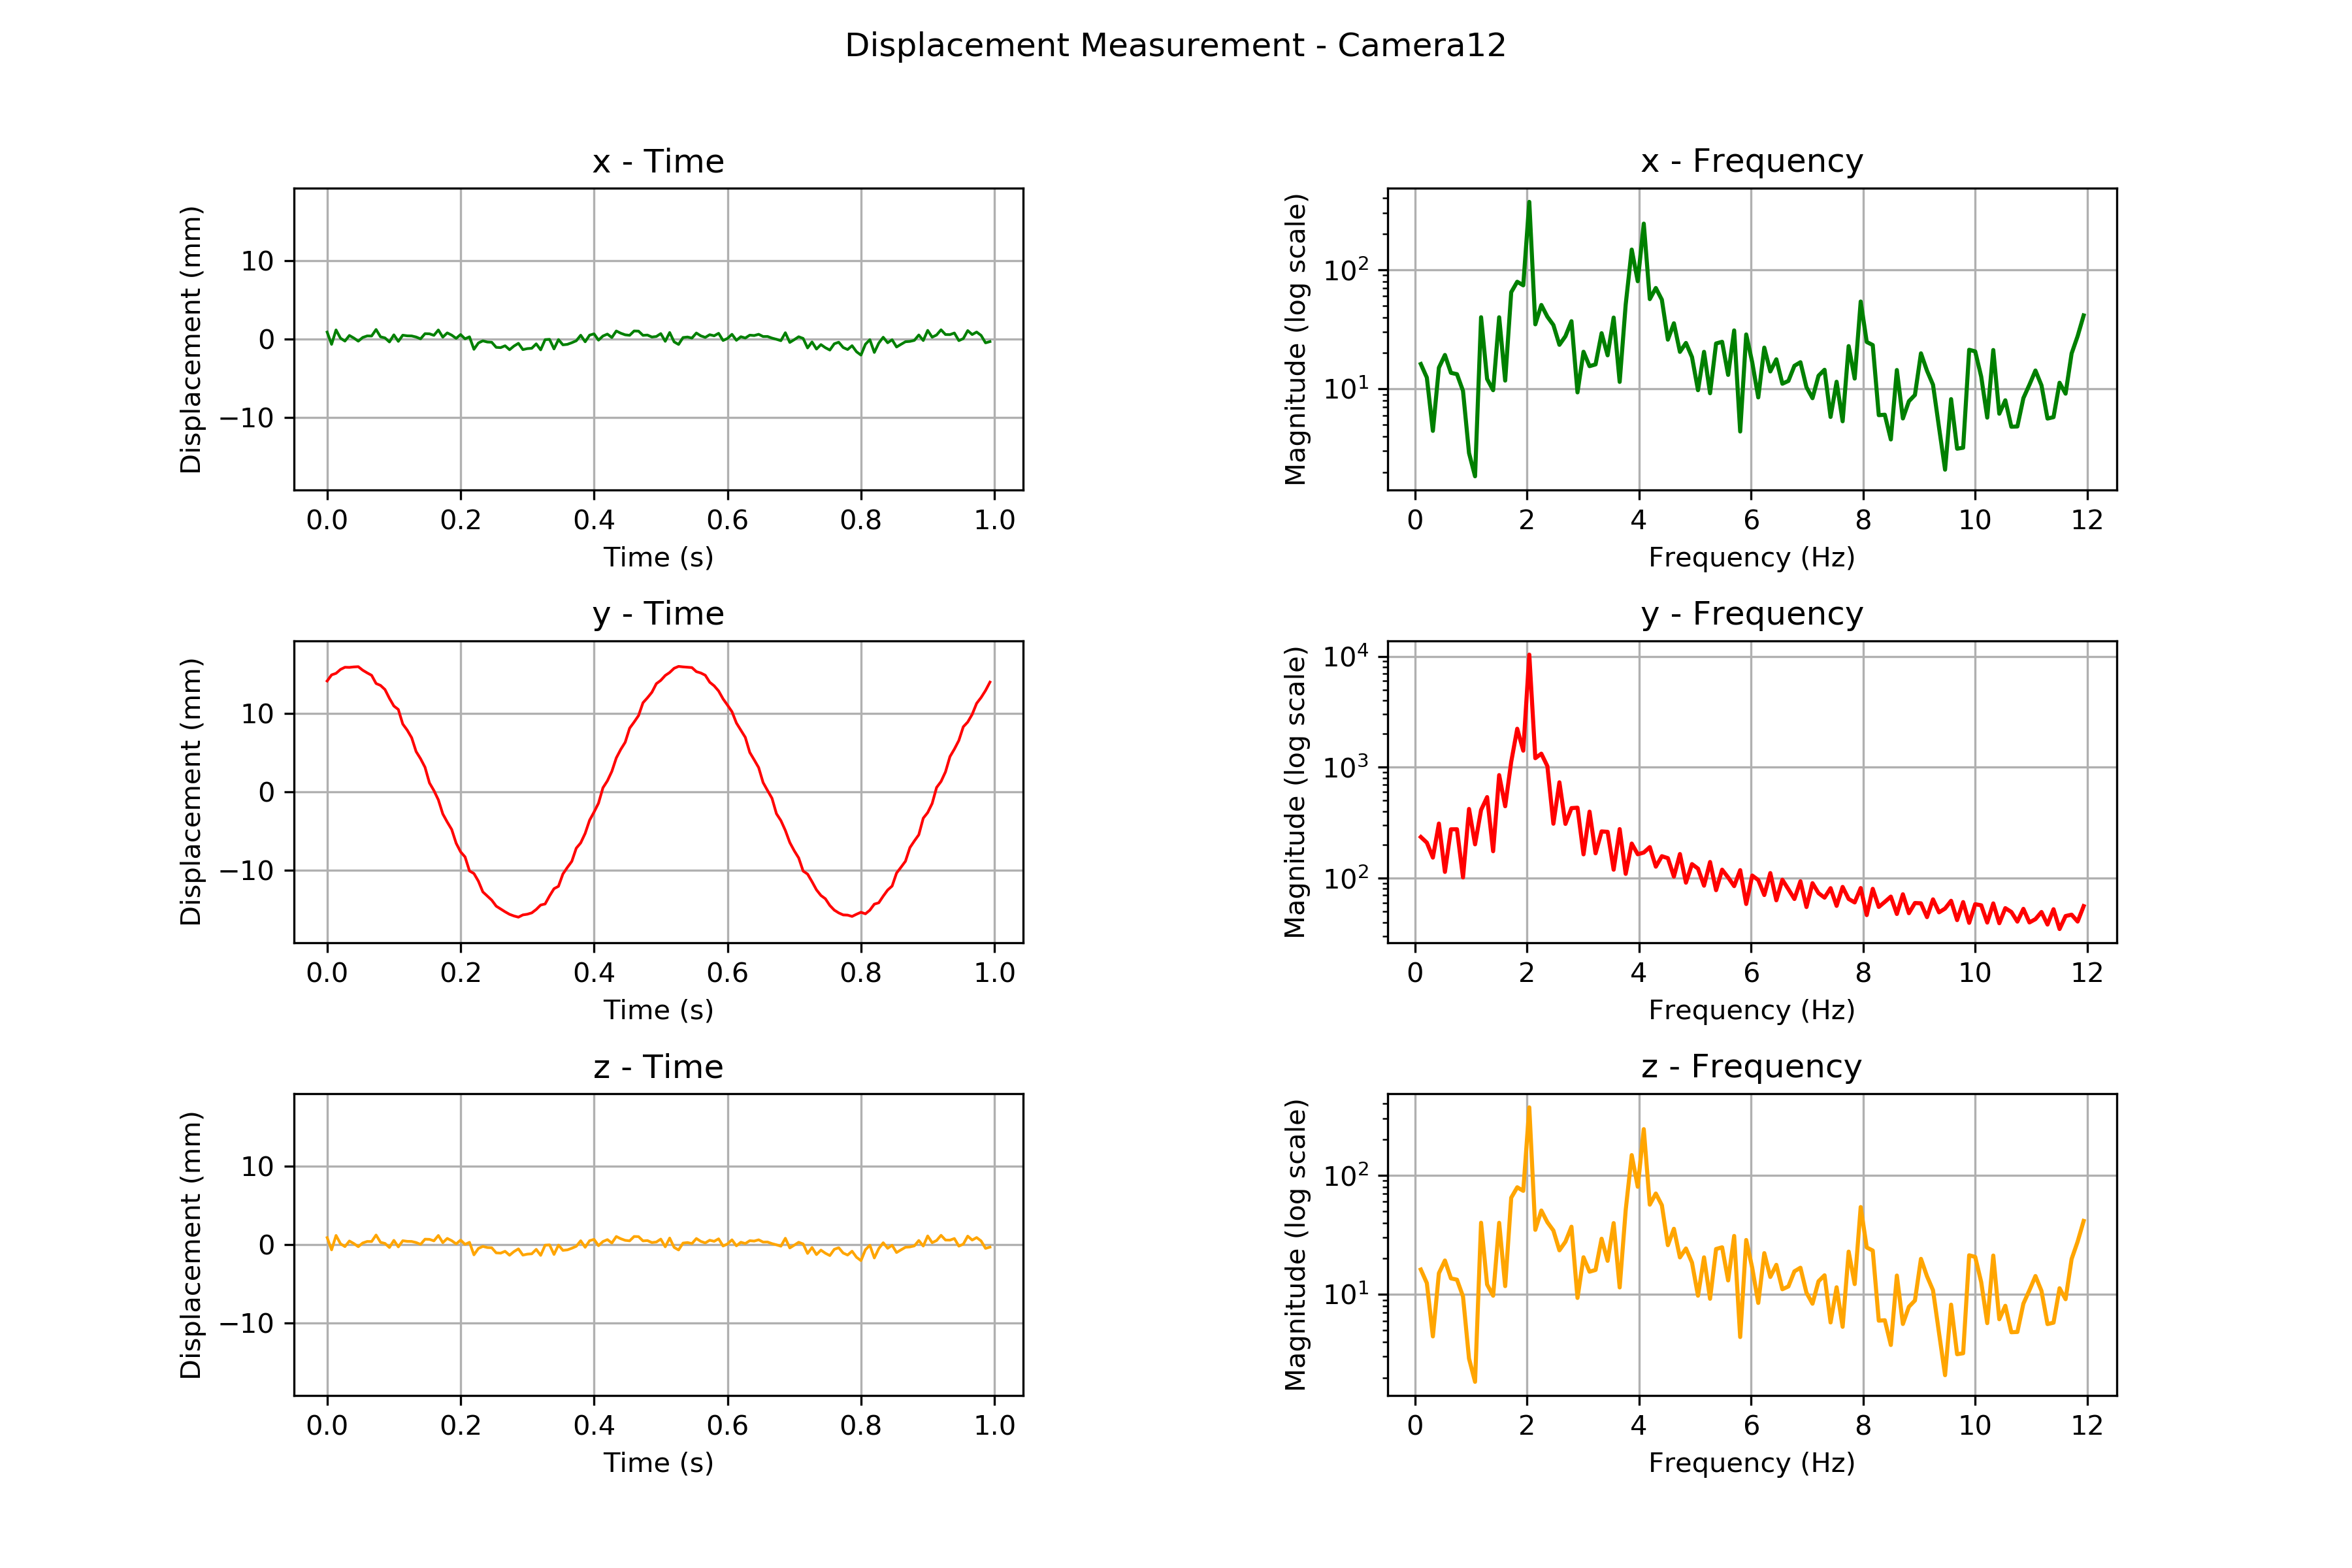 Displacement Measurement - Camera12
x - Time
Displacement (mm)
10
0
−10
0.0 0.2 0.4 0.6 0.8 1.0
Time (s)
x - Frequency
Magnitude (log scale)
10²
10¹
0 2 4 6 8 10 12
Frequency (Hz)
y - Time
Displacement (mm)
10
0
−10
0.0 0.2 0.4 0.6 0.8 1.0
Time (s)
y - Frequency
Magnitude (log scale)
10⁴
10³
10²
0 2 4 6 8 10 12
Frequency (Hz)
z - Time
Displacement (mm)
10
0
−10
0.0 0.2 0.4 0.6 0.8 1.0
Time (s)
z - Frequency
Magnitude (log scale)
10²
10¹
0 2 4 6 8 10 12
Frequency (Hz)